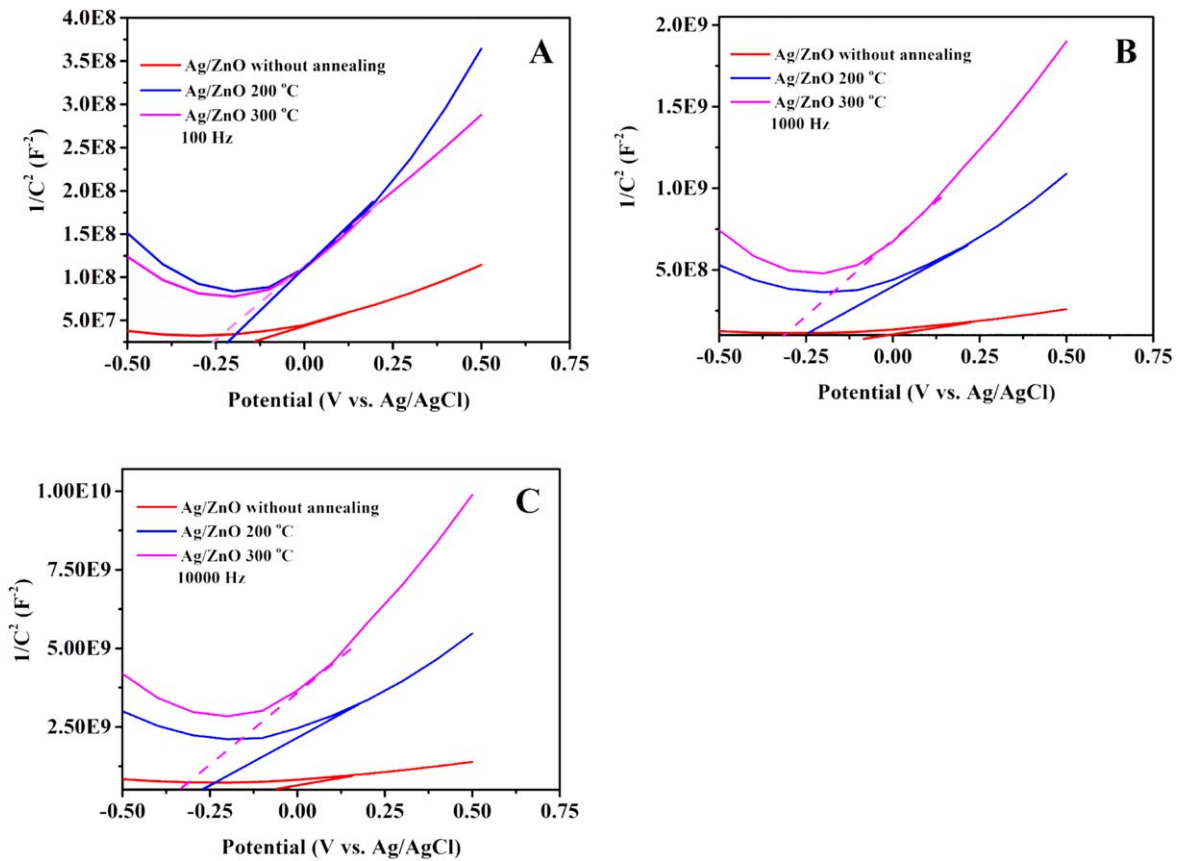 A
Ag/ZnO without annealing
Ag/ZnO 200 °C
Ag/ZnO 300 °C
100 Hz
4.0E8
3.5E8
3.0E8
2.5E8
2.0E8
1.5E8
1.0E8
5.0E7
1/C² (F⁻²)
-0.50 -0.25 0.00 0.25 0.50 0.75
Potential (V vs. Ag/AgCl)
B
Ag/ZnO without annealing
Ag/ZnO 200 °C
Ag/ZnO 300 °C
1000 Hz
2.0E9
1.5E9
1.0E9
5.0E8
1/C² (F⁻²)
-0.50 -0.25 0.00 0.25 0.50 0.75
Potential (V vs. Ag/AgCl)
C
Ag/ZnO without annealing
Ag/ZnO 200 °C
Ag/ZnO 300 °C
10000 Hz
1.00E10
7.50E9
5.00E9
2.50E9
1/C² (F⁻²)
-0.50 -0.25 0.00 0.25 0.50 0.75
Potential (V vs. Ag/AgCl)